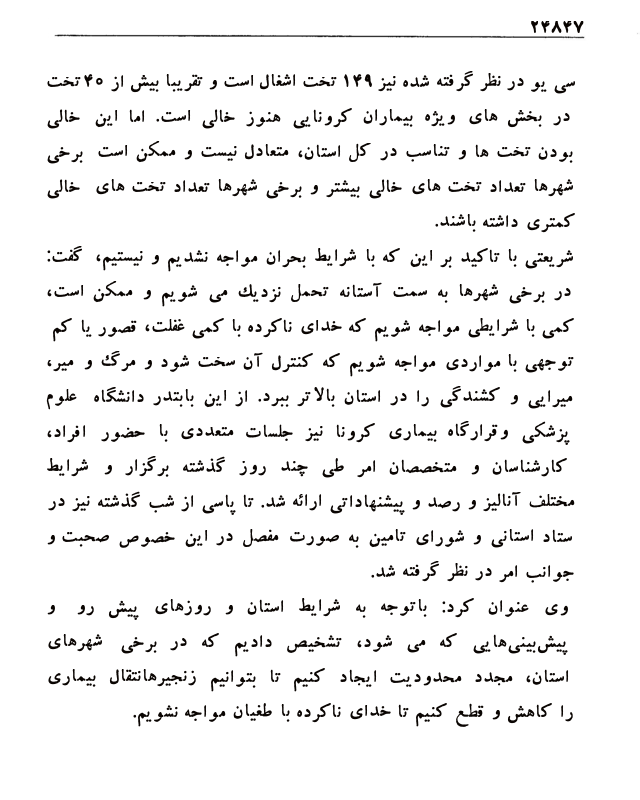 ۲۴۸۴۷
سی یو در نظر گرفته شده نیز ۱۴۹ تخت اشغال است و تقریبا بیش از ۴۰ تخت
در بخش های ویژه بیماران کرونایی هنوز خالی است. اما این خالی
بودن تخت ها و تناسب در کل استان، متعادل نیست و ممکن است برخی
شهرها تعداد تخت های خالی بیشتر و برخی شهرها تعداد تخت های خالی
کمتری داشته باشند.
شریعتی با تاکید بر این که با شرایط بحران مواجه نشدیم و نیستیم، گفت:
در برخی شهرها به سمت آستانه تحمل نزدیک می شویم و ممکن است،
کمی با شرایطی مواجه شویم که خدای ناکرده با کمی غفلت، قصور یا کم
توجهی با مواردی مواجه شویم که کنترل آن سخت شود و مرگ و میر،
میرایی و کشندگی را در استان بالاتر ببرد. از این بابتدر دانشگاه علوم
پزشکی وقرارگاه بیماری کرونا نیز جلسات متعددی با حضور افراد،
کارشناسان و متخصصان امر طی چند روز گذشته برگزار و شرایط
مختلف آنالیز و رصد و پیشنهاداتی ارائه شد. تا پاسی از شب گذشته نیز در
ستاد استانی و شورای تامین به صورت مفصل در این خصوص صحبت و
جوانب امر در نظر گرفته شد.
وی عنوان کرد: باتوجه به شرایط استان و روزهای پیش رو و
پیش‌بینی‌هایی که می شود، تشخیص دادیم که در برخی شهرهای
استان، مجدد محدودیت ایجاد کنیم تا بتوانیم زنجیرهانتقال بیماری
را کاهش و قطع کنیم تا خدای ناکرده با طغیان مواجه نشویم.